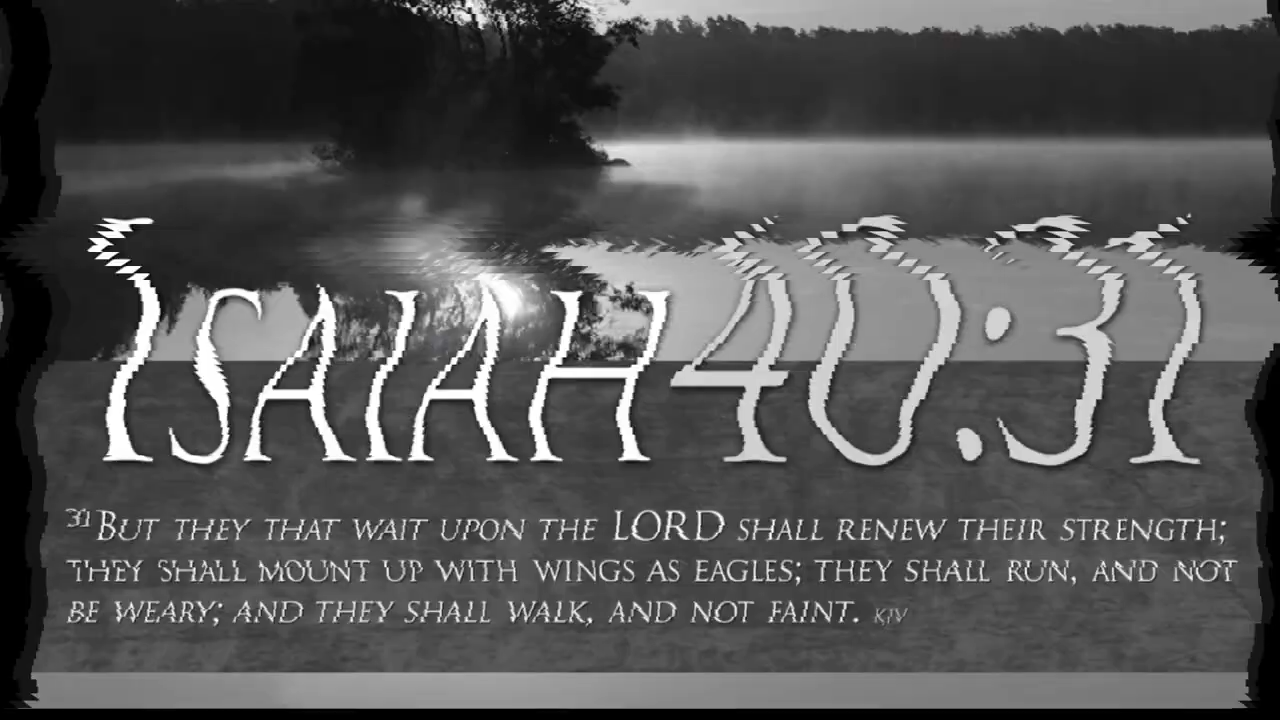 ISAIAH 40:31
31 BUT THEY THAT WAIT UPON THE LORD SHALL RENEW THEIR STRENGTH;
THEY SHALL MOUNT UP WITH WINGS AS EAGLES; THEY SHALL RUN, AND NOT
BE WEARY; AND THEY SHALL WALK, AND NOT FAINT. KJV